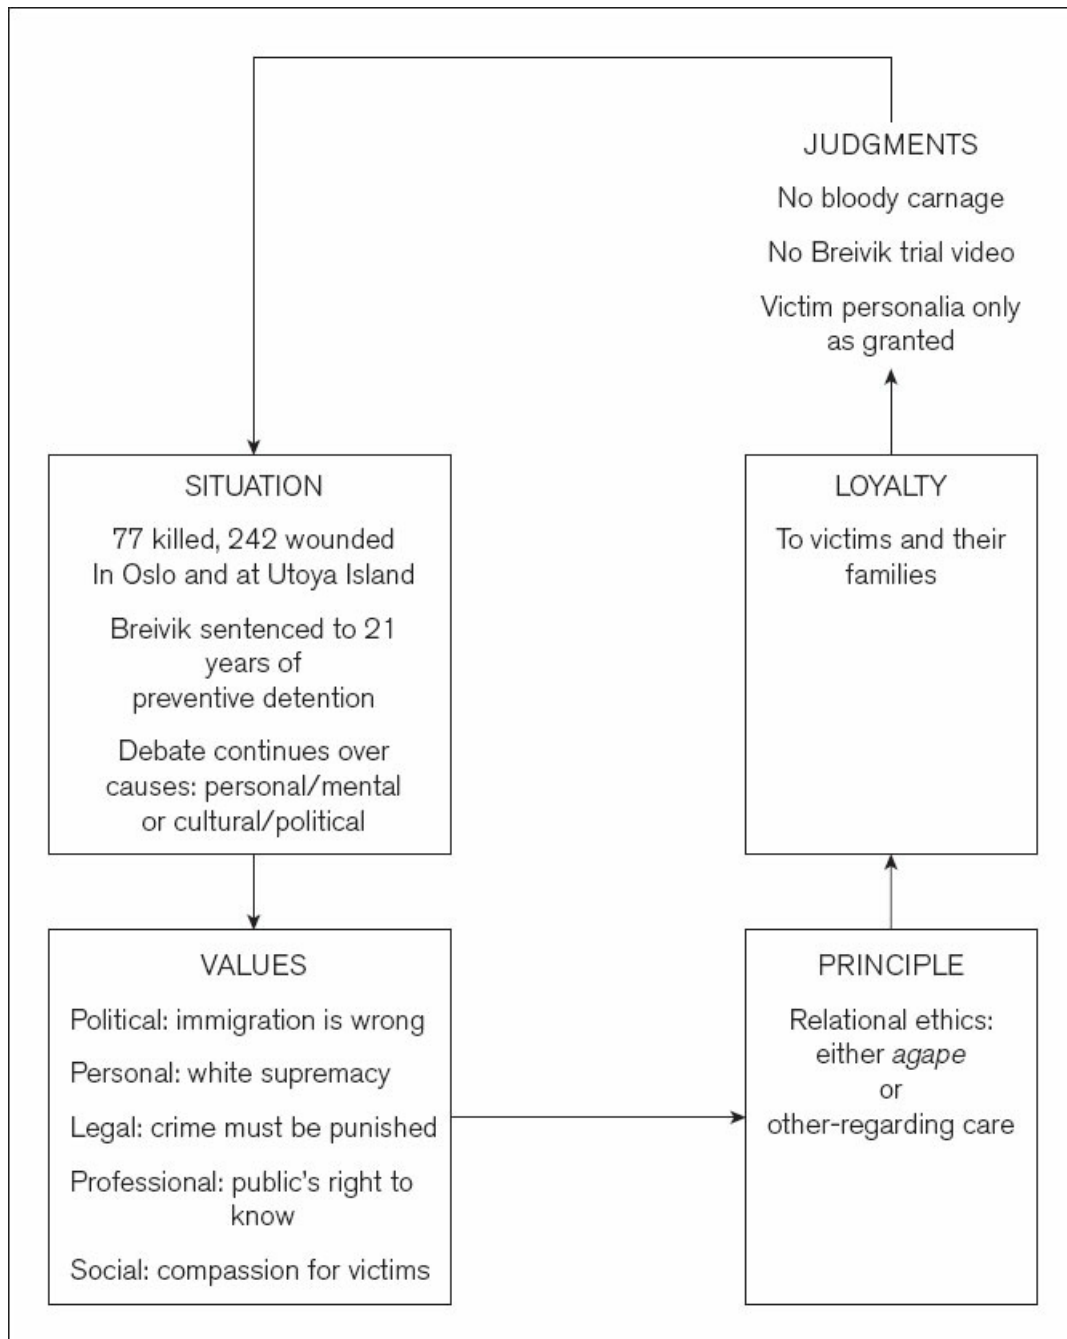 JUDGMENTS
No bloody carnage
No Breivik trial video
Victim personalia only
as granted
SITUATION
77 killed, 242 wounded
In Oslo and at Utoya Island
Breivik sentenced to 21
years of
preventive detention
Debate continues over
causes: personal/mental
or cultural/political
LOYALTY
To victims and their
families
VALUES
Political: immigration is wrong
Personal: white supremacy
Legal: crime must be punished
Professional: public's right to
know
Social: compassion for victims
PRINCIPLE
Relational ethics:
either agape
or
other-regarding care